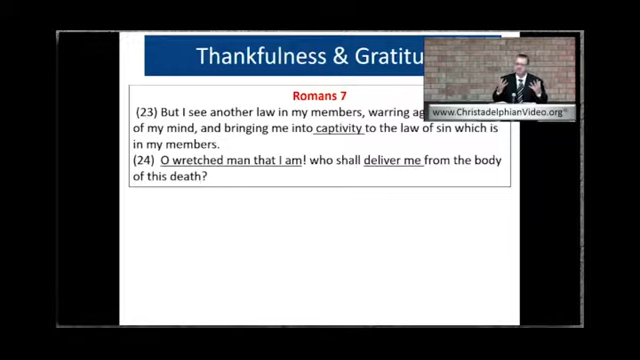 Thankfulness & Gratitu
www.ChristadelphianVideo.org
Romans 7
(23) But I see another law in my members, warring ag
of my mind, and bringing me into captivity to the law of sin which is
in my members.
(24) O wretched man that I am! who shall deliver me from the body
of this death?